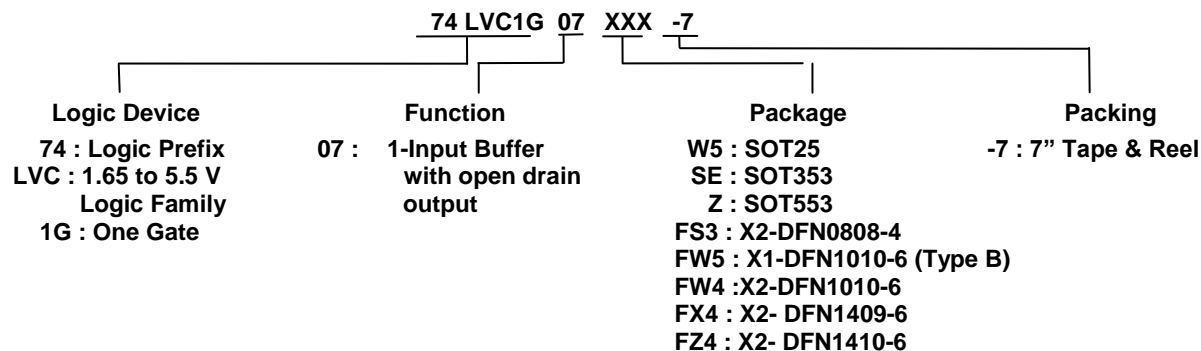 74 LVC1G 07 XXX -7
Logic Device
74 : Logic Prefix
LVC : 1.65 to 5.5 V
Logic Family
1G : One Gate
Function
07 : 1-Input Buffer
with open drain
output
Package
W5 : SOT25
SE : SOT353
Z : SOT553
FS3 : X2-DFN0808-4
FW5 : X1-DFN1010-6 (Type B)
FW4 :X2-DFN1010-6
FX4 : X2- DFN1409-6
FZ4 : X2- DFN1410-6
Packing
-7 : 7” Tape & Reel